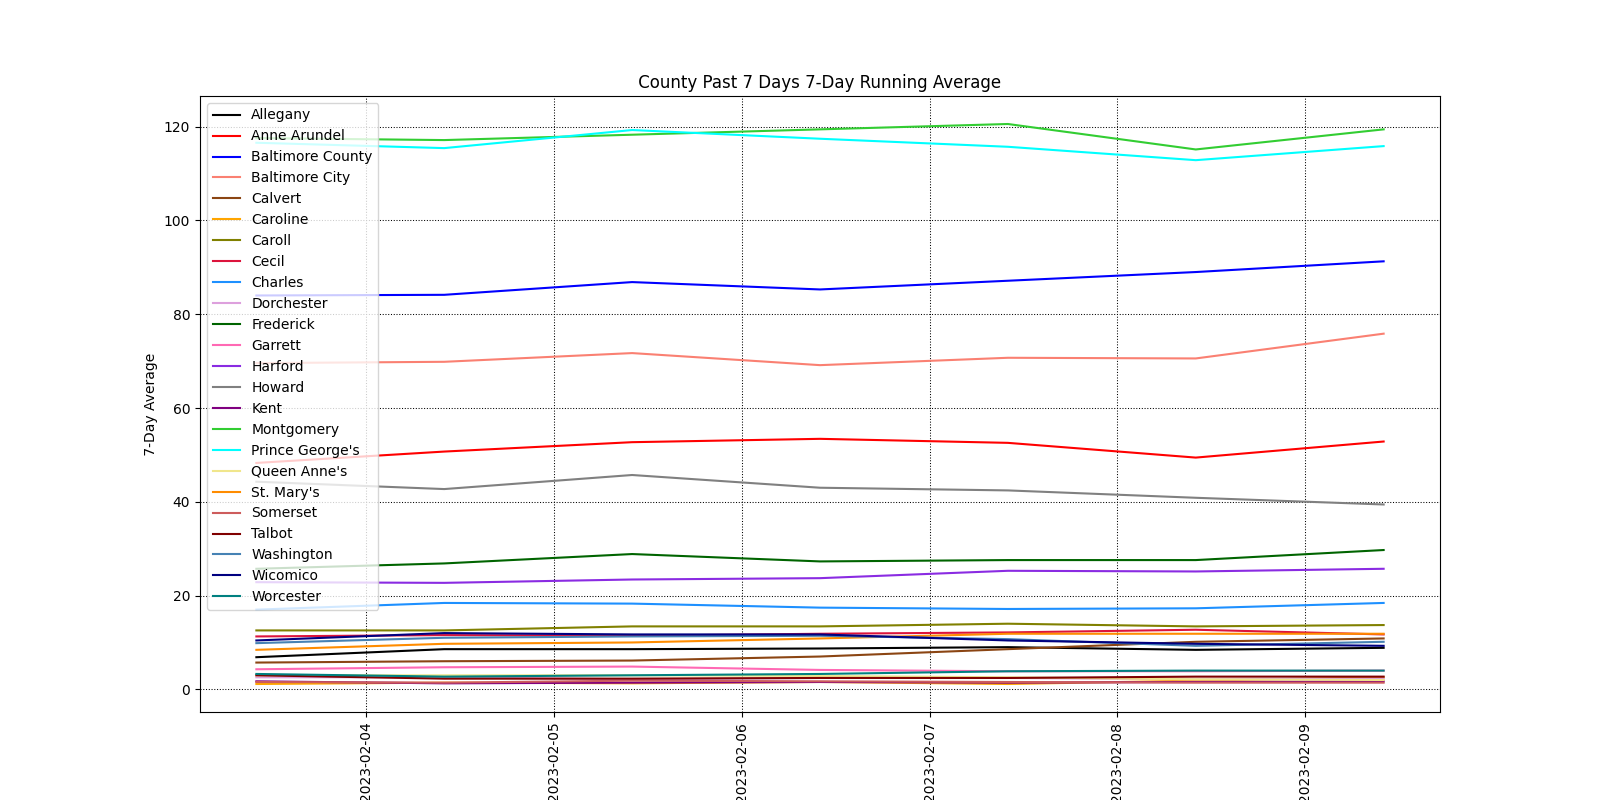 County Past 7 Days 7-Day Running Average
7-Day Average
120
100
80
60
40
20
0
Allegany
Anne Arundel
Baltimore County
Baltimore City
Calvert
Caroline
Caroll
Cecil
Charles
Dorchester
Frederick
Garrett
Harford
Howard
Kent
Montgomery
Prince George's
Queen Anne's
St. Mary's
Somerset
Talbot
Washington
Wicomico
Worcester
2023-02-04
2023-02-05
2023-02-06
2023-02-07
2023-02-08
2023-02-09